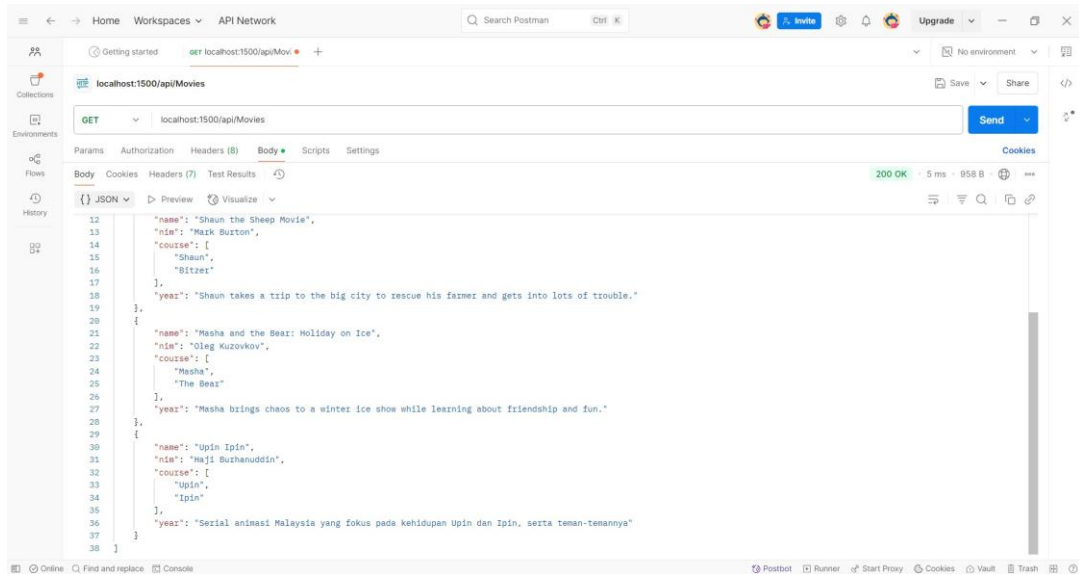 Home Workspaces API Network Search Postman Ctrl K Invite Upgrade
Getting started GET localhost:1500/api/Movi No environment
localhost:1500/api/Movies Save Share
Collections
GET localhost:1500/api/Movies Send
Environments
Params Authorization Headers (8) Body Scripts Settings Cookies
Flows
Body Cookies Headers (7) Test Results 200 OK 5 ms 958 B
{} JSON Preview Visualize
History
12 "name": "Shaun the Sheep Movie",
13 "nim": "Mark Burton",
14 "course": [
15 "Shaun",
16 "Bitzer"
17 ],
18 "year": "Shaun takes a trip to the big city to rescue his farmer and gets into lots of trouble."
19 },
20 {
21 "name": "Masha and the Bear: Holiday on Ice",
22 "nim": "Oleg Kuzovkov",
23 "course": [
24 "Masha",
25 "The Bear"
26 ],
27 "year": "Masha brings chaos to a winter ice show while learning about friendship and fun."
28 },
29 {
30 "name": "Upin Ipin",
31 "nim": "Haji Burhanuddin",
32 "course": [
33 "Upin",
34 "Ipin"
35 ],
36 "year": "Serial animasi Malaysia yang fokus pada kehidupan Upin dan Ipin, serta teman-temannya"
37 }
38 ]
Online Find and replace Console Postbot Runner Start Proxy Cookies Vault Trash